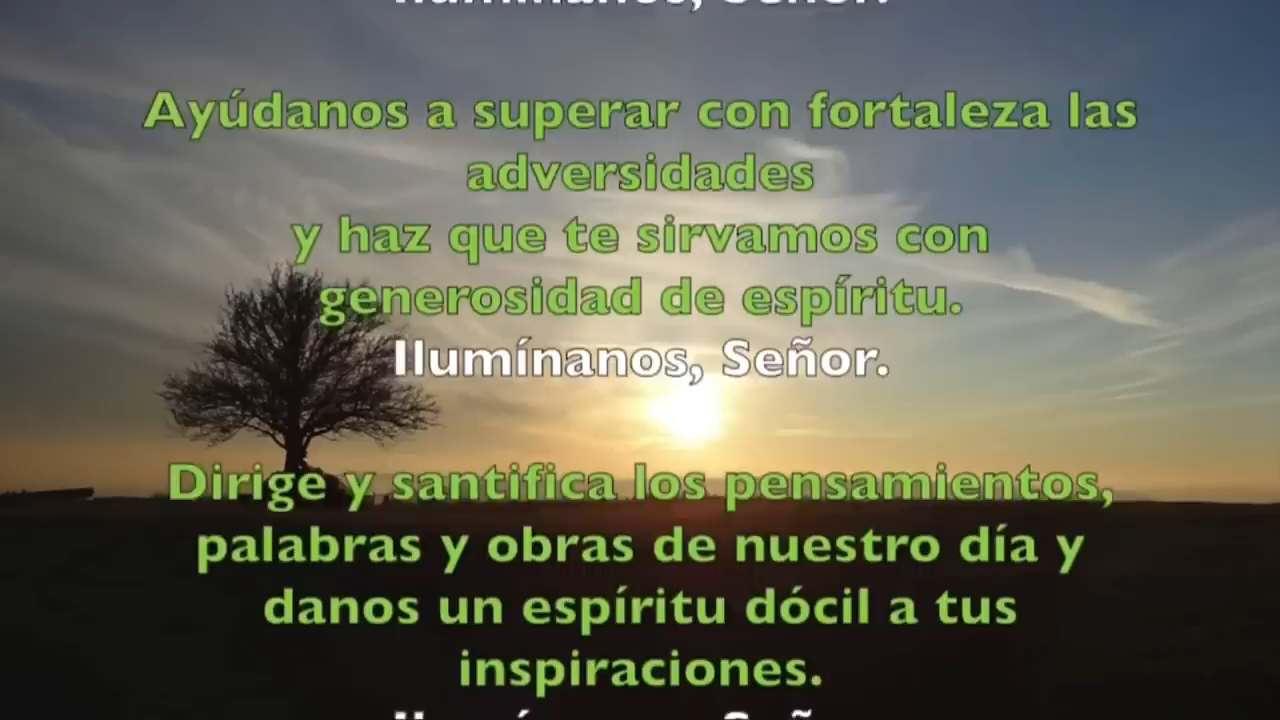 Ilumínanos, Señor.
Ayúdanos a superar con fortaleza las
adversidades
y haz que te sirvamos con
generosidad de espíritu.
Ilumínanos, Señor.
Dirige y santifica los pensamientos,
palabras y obras de nuestro día y
danos un espíritu dócil a tus
inspiraciones.